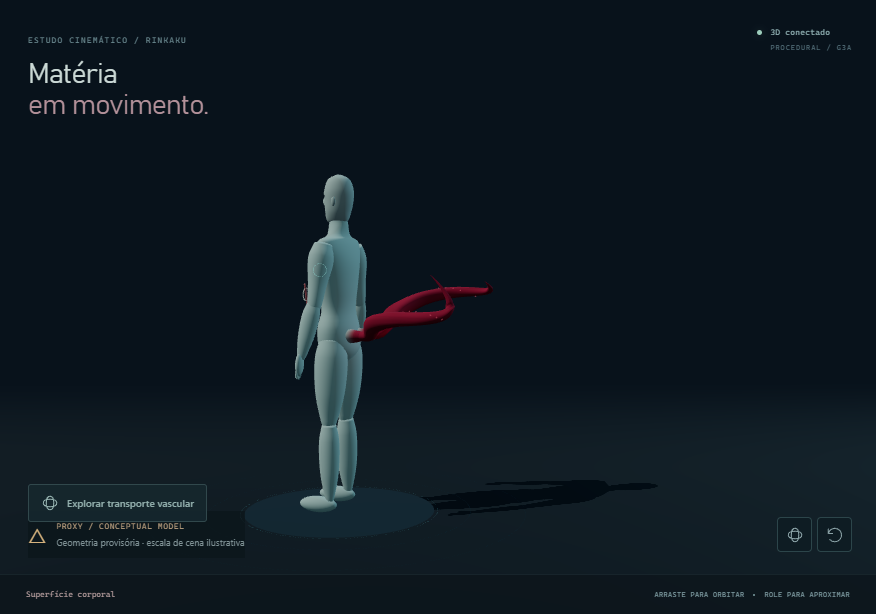 ESTUDO CINEMÁTICO / RINKAKU
Matéria
em movimento.
3D conectado
PROCEDURAL / G3A
Explorar transporte vascular
PROXY / CONCEPTUAL MODEL
Geometria provisória · escala de cena ilustrativa
Superfície corporal
ARRASTE PARA ORBITAR • ROLE PARA APROXIMAR